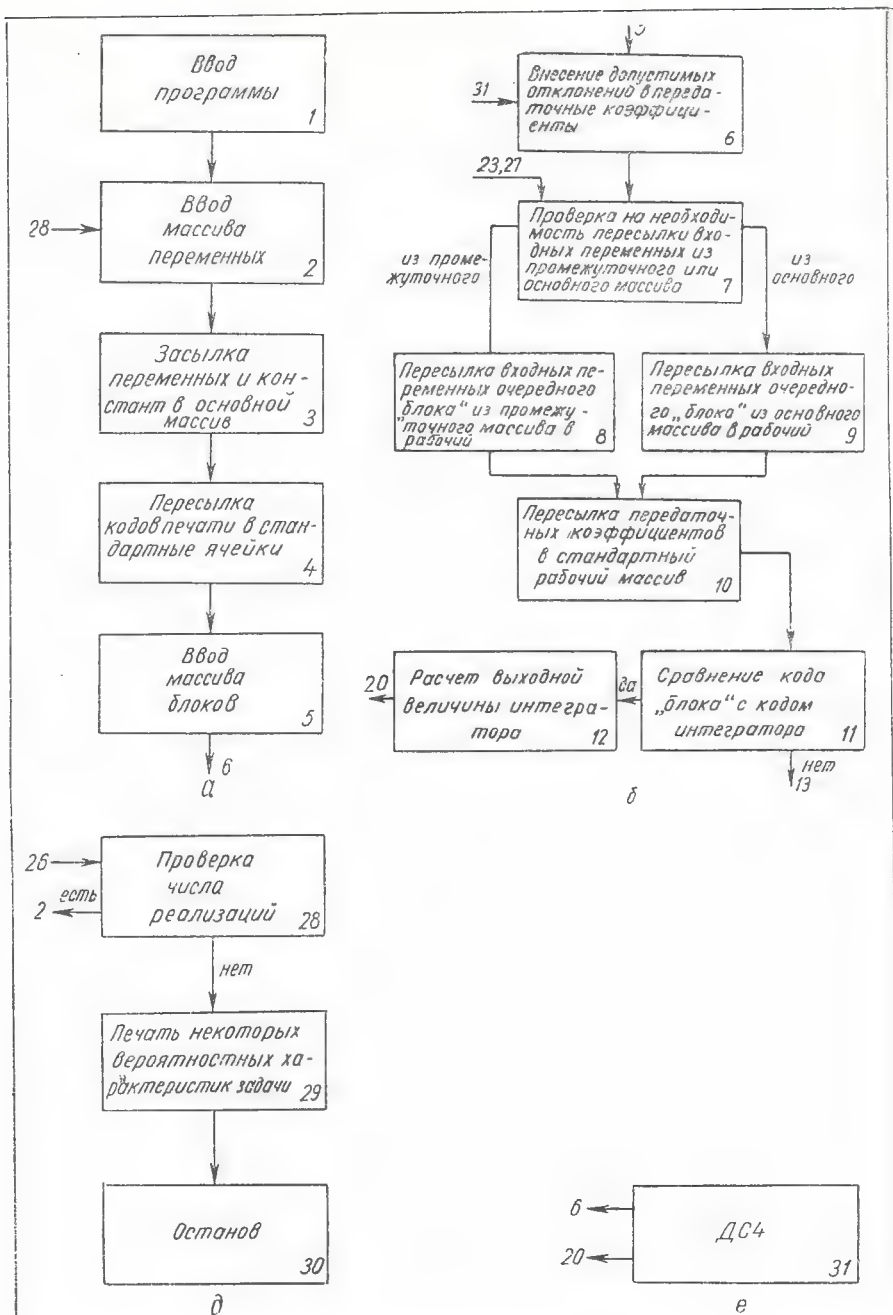 Ввод
программы
1
28
Ввод
массива
переменных
2
Засылка
переменных и кон-
стант в основной
массив
3
Пересылка
кодов печати в стан-
дартные ячейки
4
Ввод
массива
блоков
5
6
а
31
Внесение допустимых
отклонений в переда-
точные коэффици-
енты
6
23,27
Проверка на необходи-
мость пересылки вхо-
дных переменных из
промежуточного или
основного массива
7
из проме-
жуточного
из
основного
Пересылка входных пе-
ременных очередного
„блока“ из промежу-
точного массива в
рабочий
8
Пересылка входных
переменных очередно-
го „блока“ из основного
массива в рабочий
9
Пересылка передаточ-
ных коэффициентов
в стандартный
рабочий массив
10
20
Расчет выходной
величины интегра-
тора
12
да
Сравнение кода
„блока“ с кодом
интегратора
11
нет
13
б
26
есть
2
Проверка
числа
реализаций
28
нет
Печать некоторых
вероятностных ха-
рактеристик задачи
29
Останов
30
д
6
20
ДС4
31
е